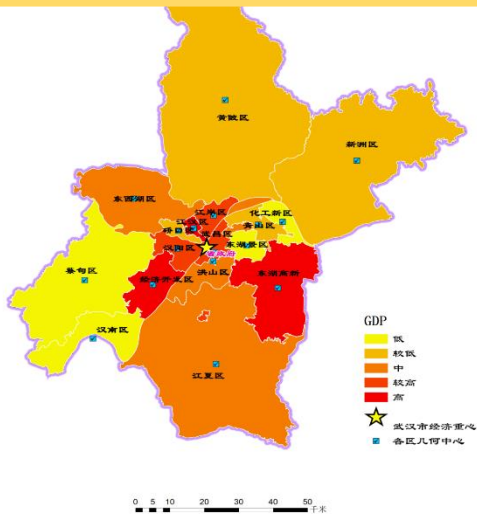 黄陂区
新洲区
东西湖区
江岸区
化工新区
江汉区
青山区
硚口区
武昌区
汉阳区
东湖景区
省政府
蔡甸区
经济开发区
洪山区
东湖高新
汉南区
江夏区
GDP
低
较低
中
较高
高
武汉市经济重心
各区几何中心
0 5 10 20 30 40 50
千米